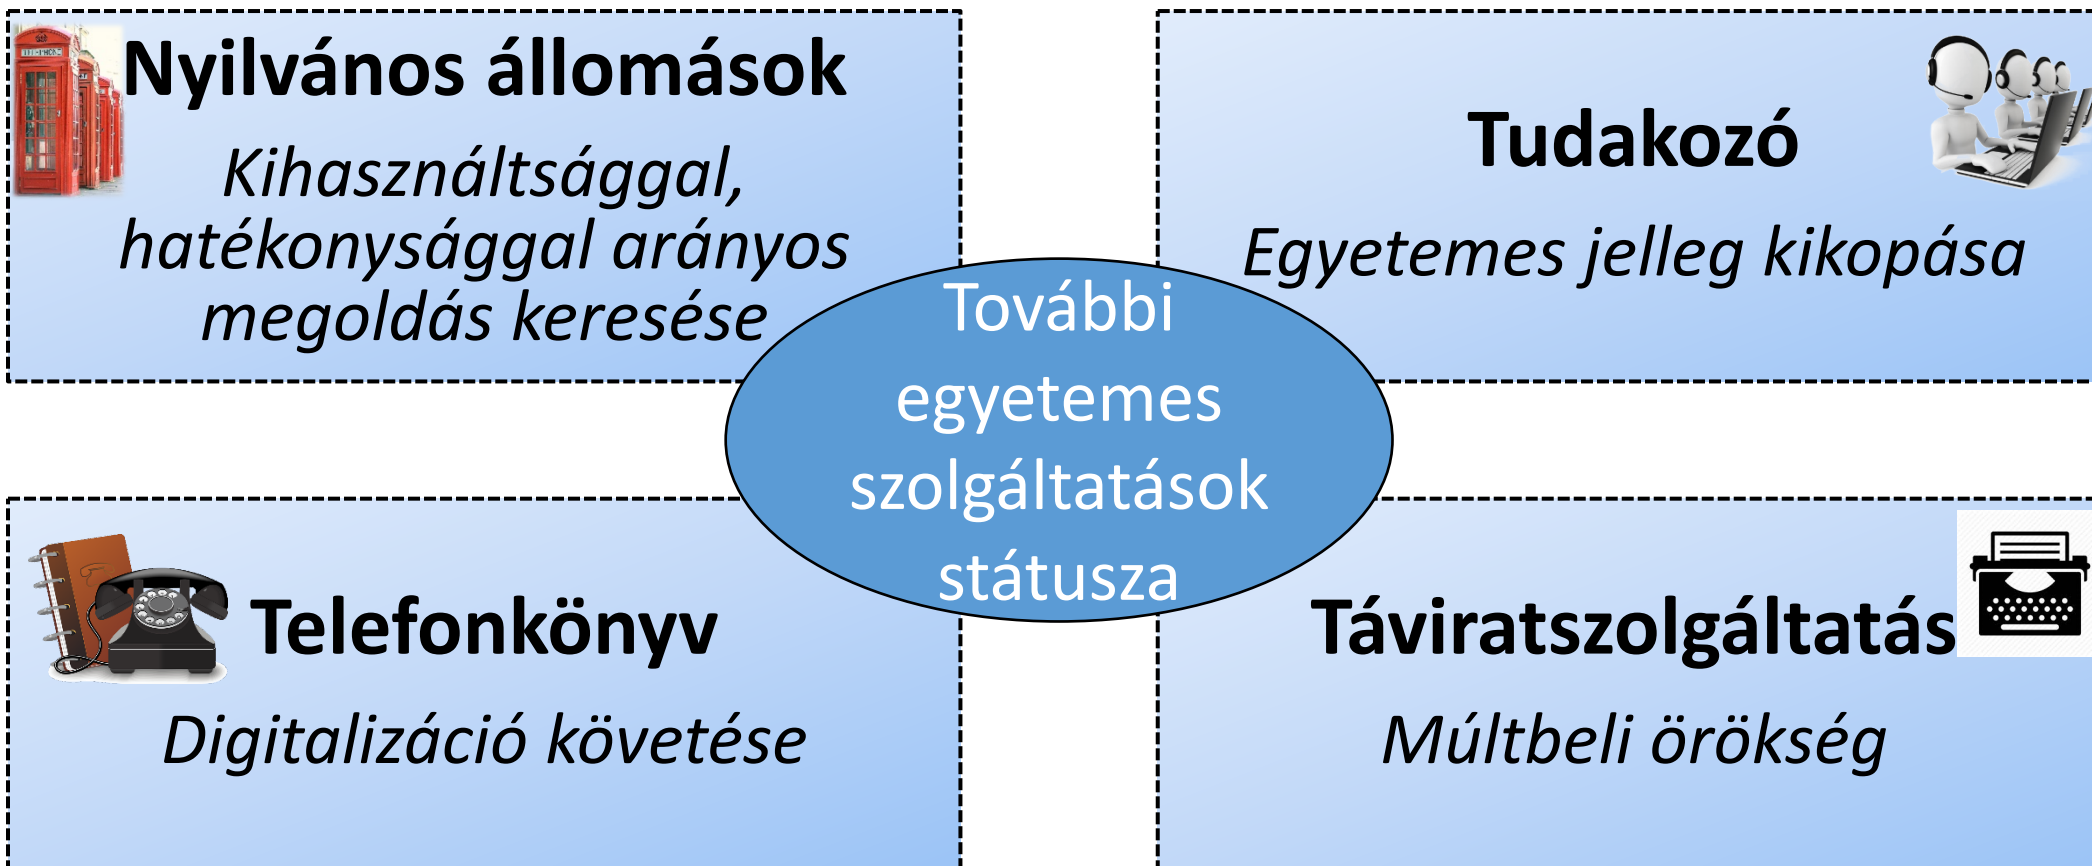 Nyilvános állomások
Kihasználtsággal,
hatékonysággal arányos
megoldás keresése
Tudakozó
Egyetemes jelleg kikopása
További
egyetemes
szolgáltatások
státusza
Telefonkönyv
Digitalizáció követése
Táviratszolgáltatás
Múltbeli örökség